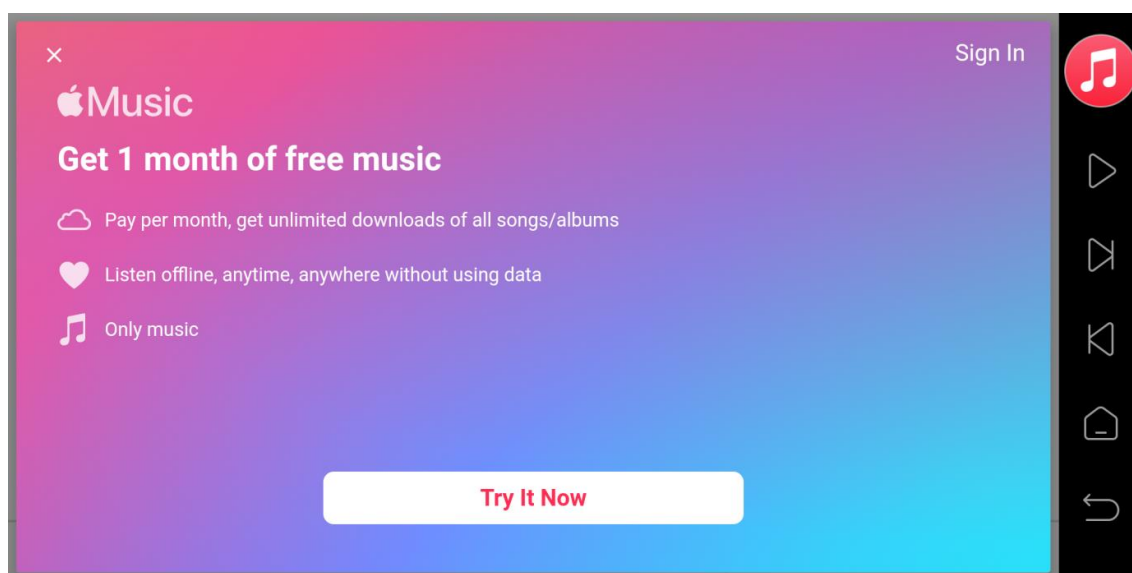 Sign In
Music
Get 1 month of free music
Pay per month, get unlimited downloads of all songs/albums
Listen offline, anytime, anywhere without using data
Only music
Try It Now